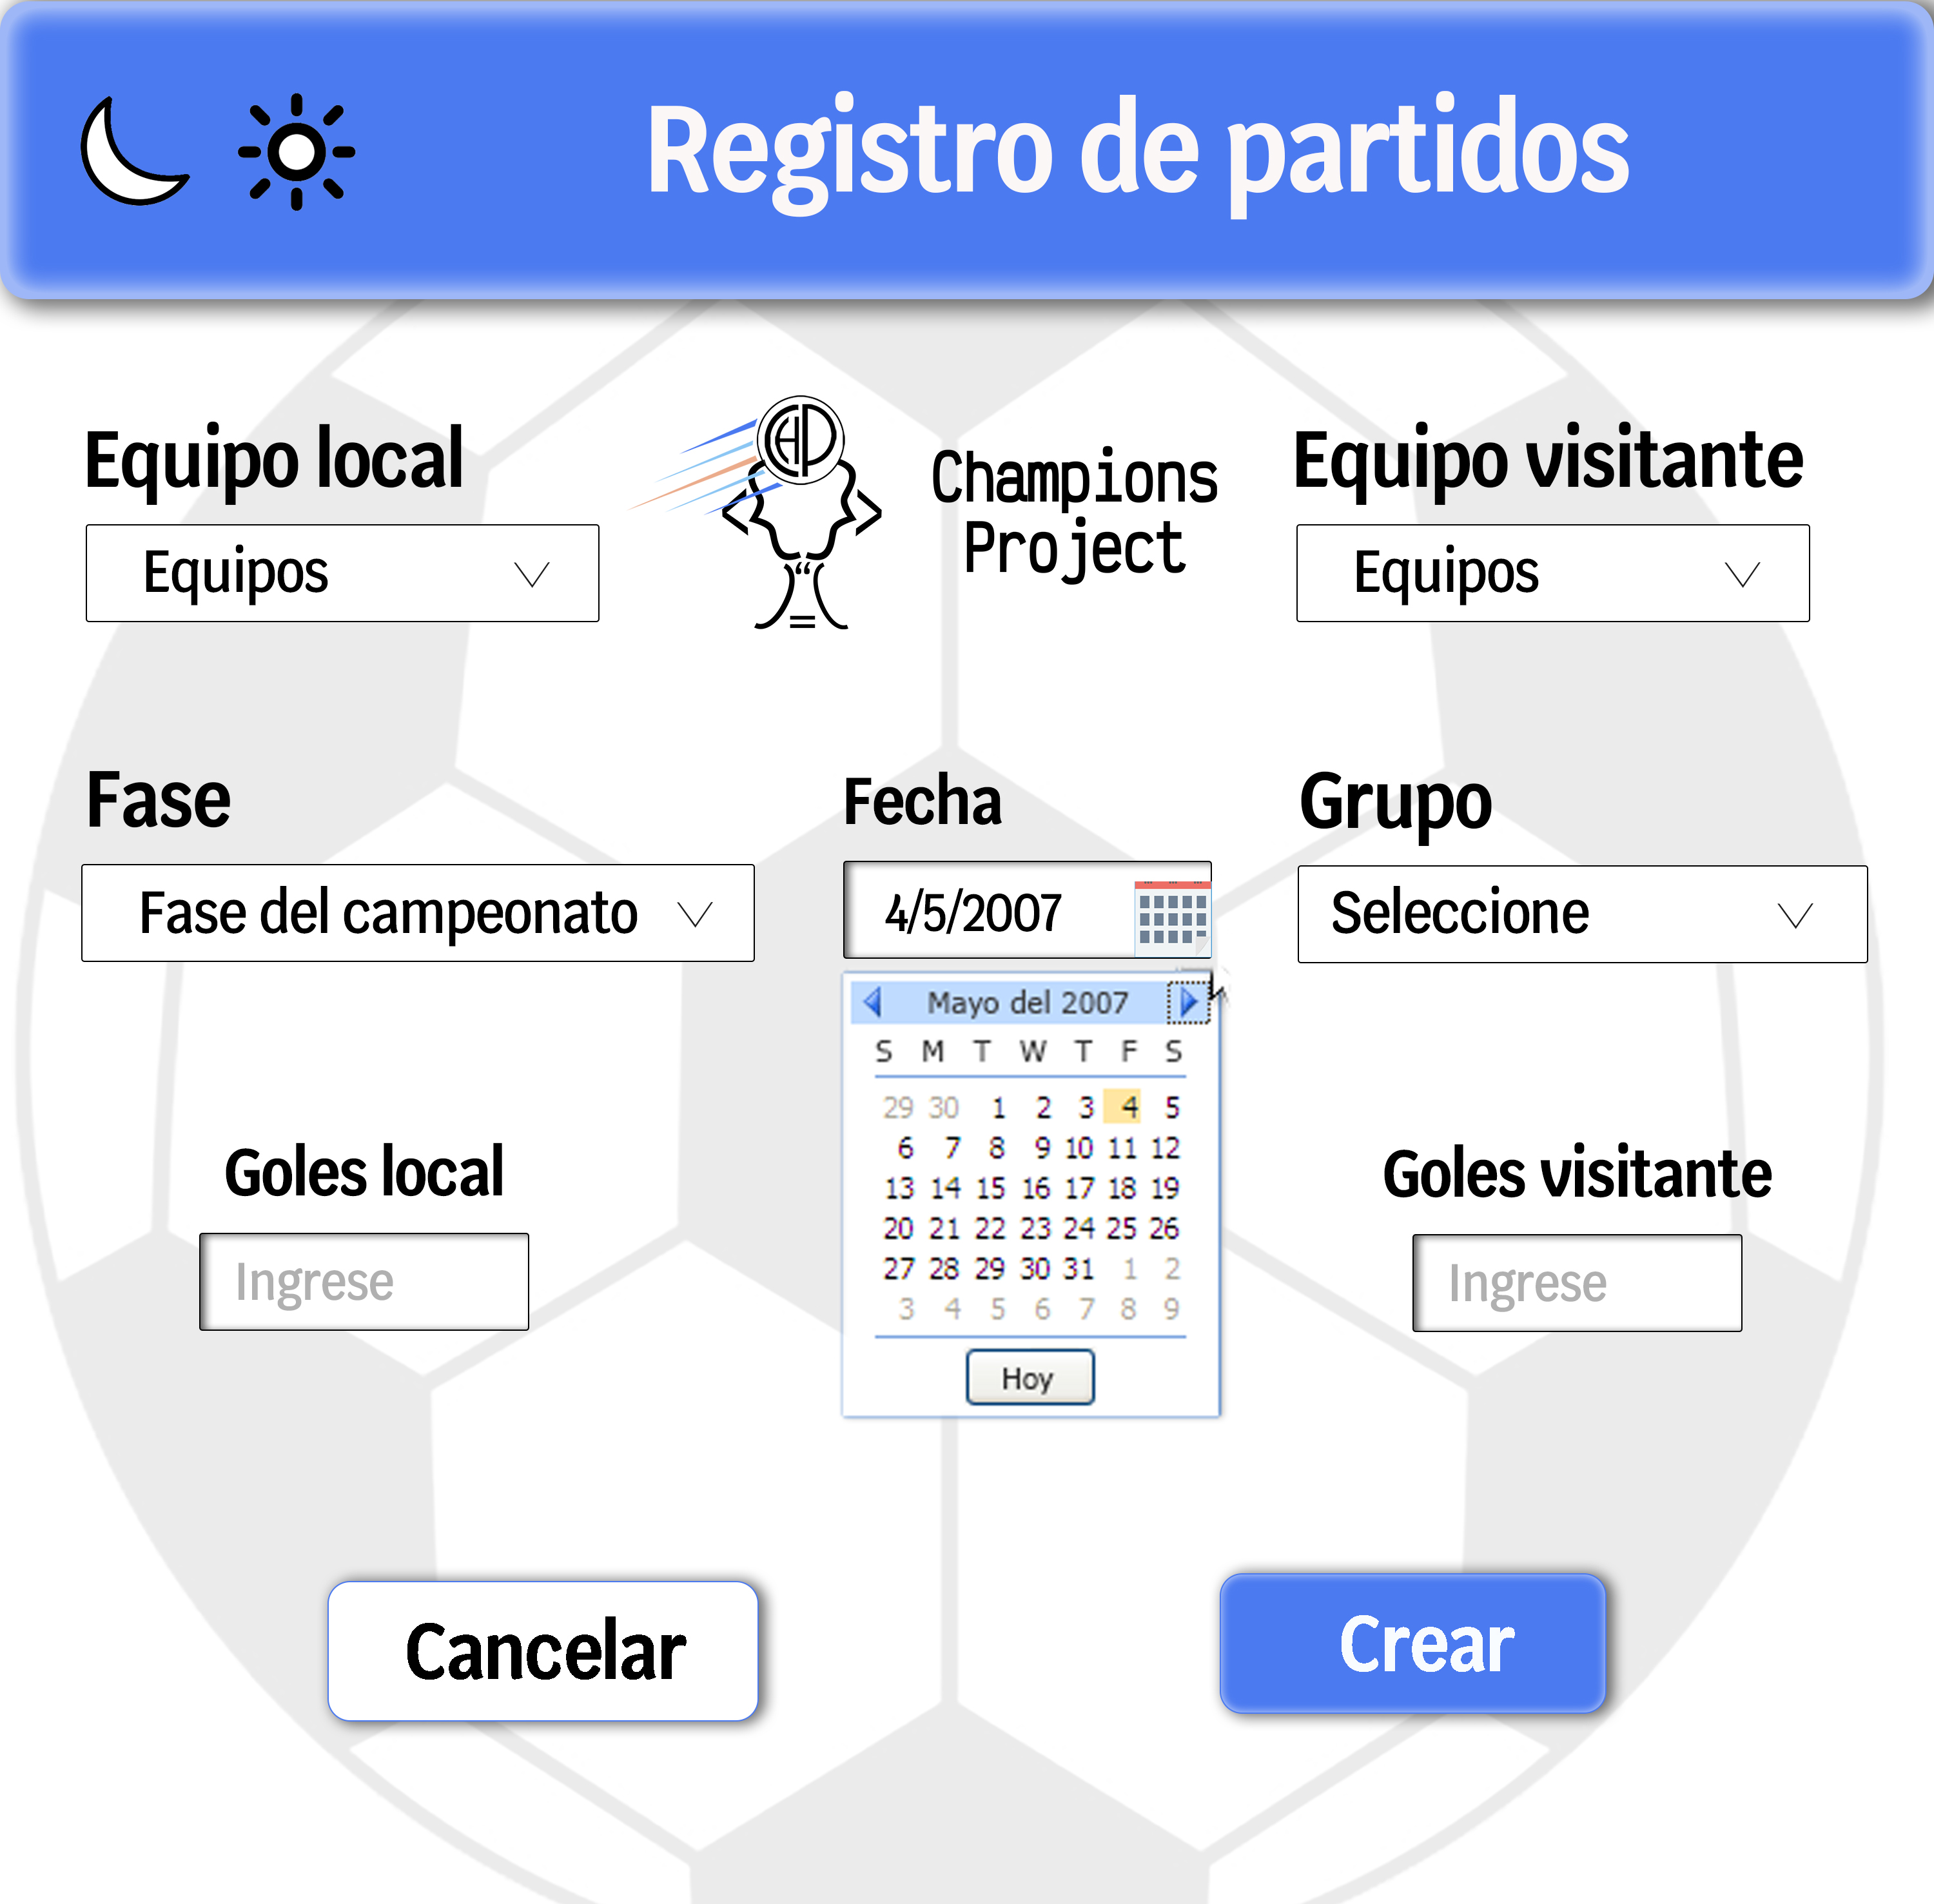 Registro de partidos
Equipo local
Equipos
CHP
Champions
Project
Equipo visitante
Equipos
Fase
Fase del campeonato
Fecha
4/5/2007
Grupo
Seleccione
Mayo del 2007
S M T W T F S
29 30 1 2 3 4 5
6 7 8 9 10 11 12
13 14 15 16 17 18 19
20 21 22 23 24 25 26
27 28 29 30 31 1 2
3 4 5 6 7 8 9
Hoy
Goles local
Ingrese
Goles visitante
Ingrese
Cancelar
Crear